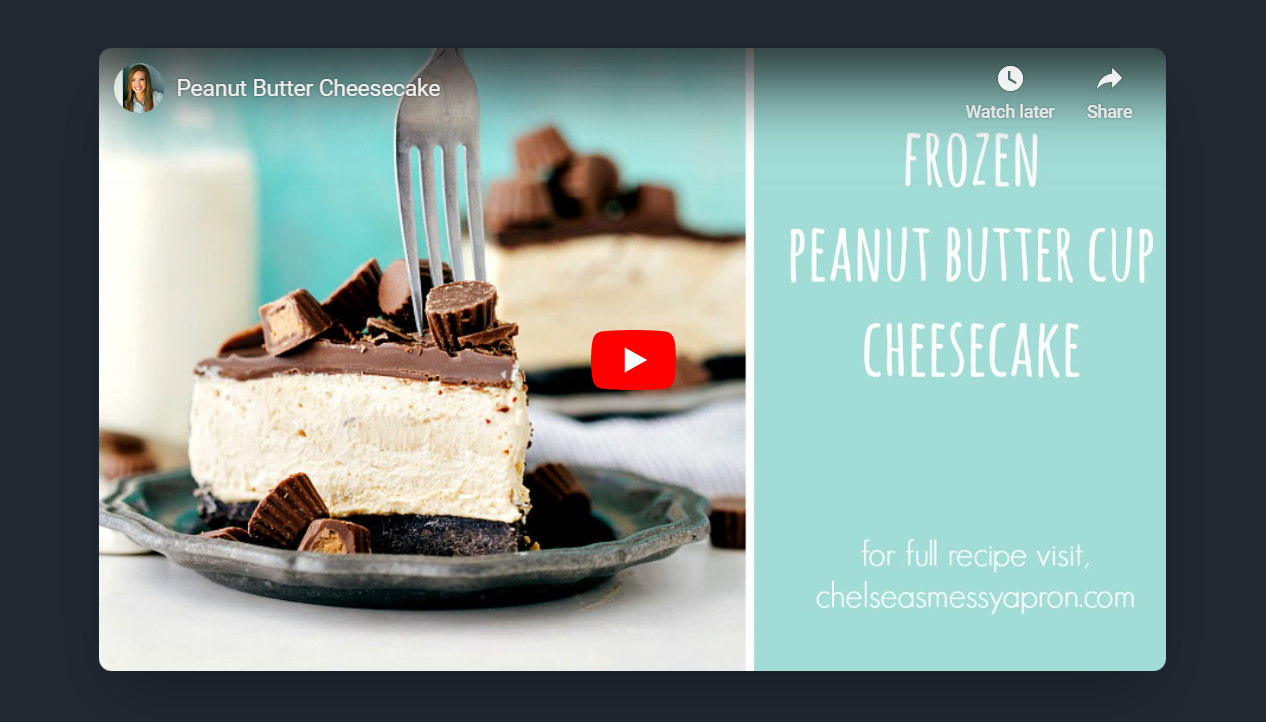 Peanut Butter Cheesecake
Watch later
Share
FROZEN
PEANUT BUTTER CUP
CHEESECAKE
for full recipe visit,
chelseasmessyapron.com